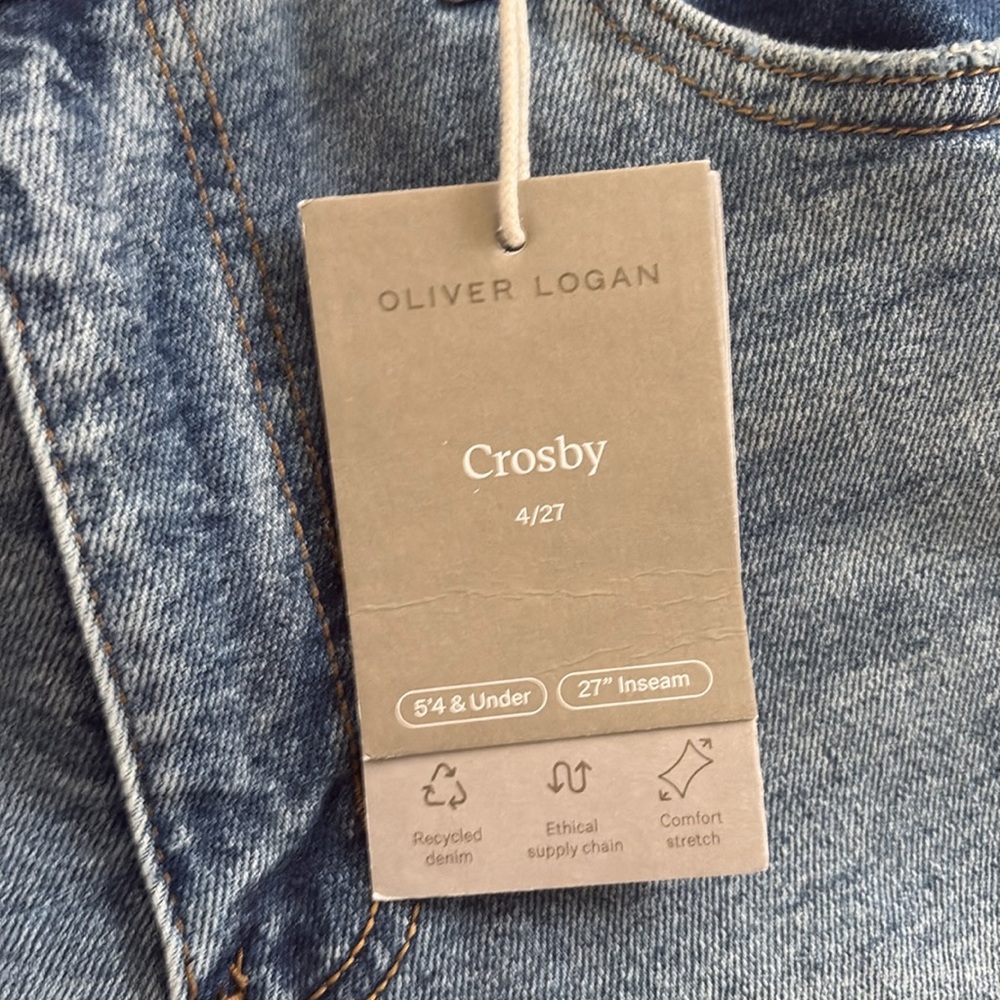 OLIVER LOGAN
Crosby
4/27
5'4 & Under 27" Inseam
Recycled denim
Ethical supply chain
Comfort stretch